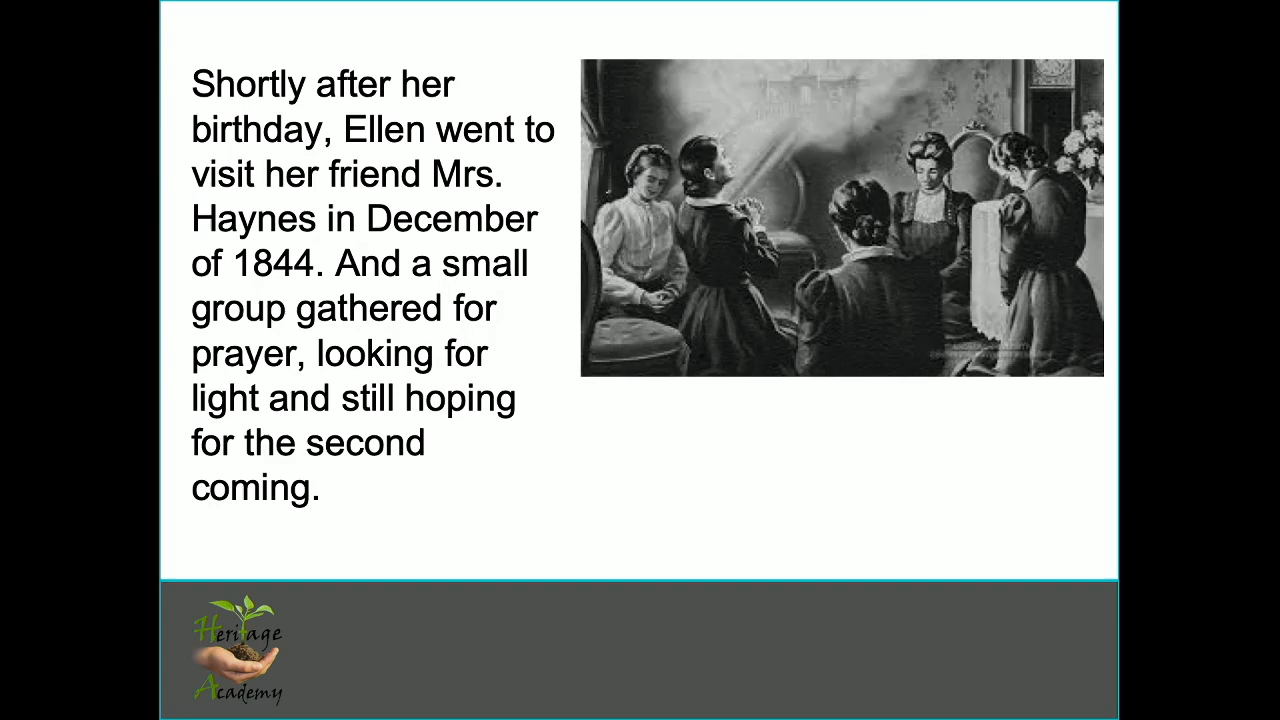 Shortly after her
birthday, Ellen went to
visit her friend Mrs.
Haynes in December
of 1844. And a small
group gathered for
prayer, looking for
light and still hoping
for the second
coming.
Heritage
Academy